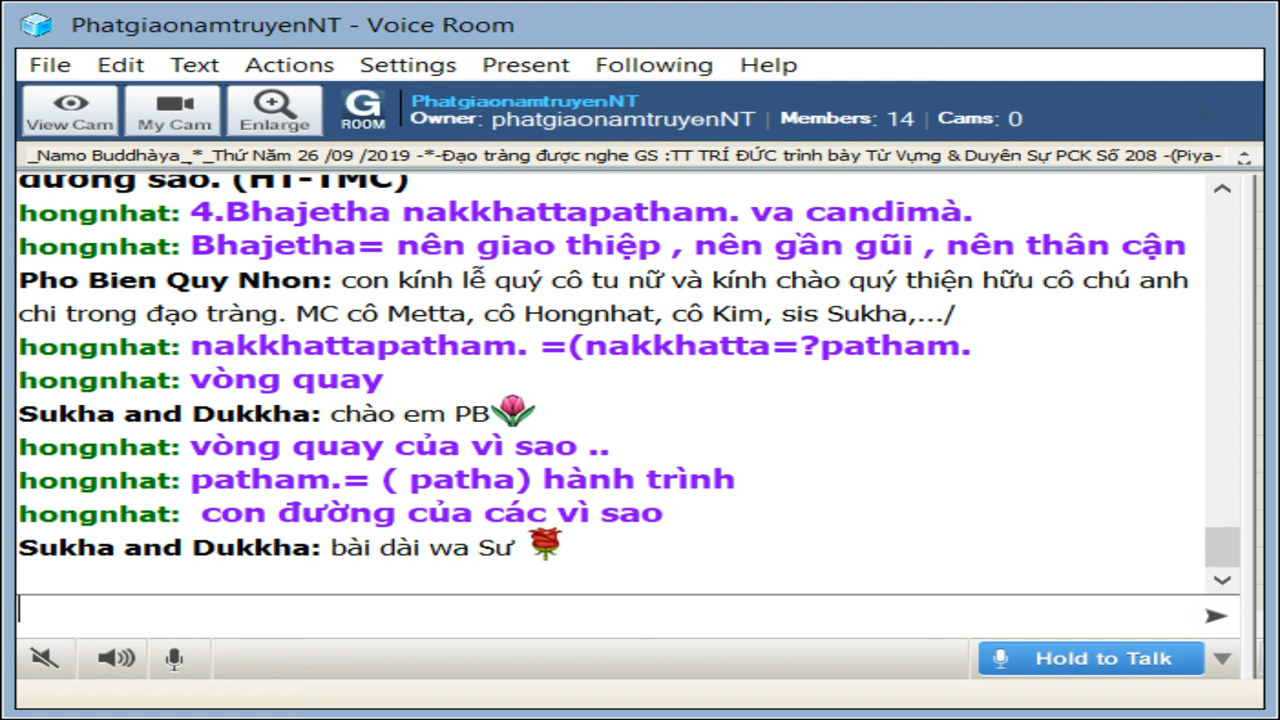 PhatgiaonamtruyenNT - Voice Room
File Edit Text Actions Settings Present Following Help
View Cam My Cam Enlarge G ROOM PhatgiaonamtruyenNT
Owner: phatgiaonamtruyenNT | Members: 14 | Cams: 0
_Namo Buddhàya_*_Thứ Năm 26 /09 /2019 -*-Đạo tràng được nghe GS :TT TRÍ ĐỨC trình bày Từ Vựng & Duyên Sự PCK Số 208 -(Piya-
đường sao. (HT-TMC)
hongnhat: 4.Bhajetha nakkhattapatham. va candimà.
hongnhat: Bhajetha= nên giao thiệp , nên gần gũi , nên thân cận
Pho Bien Quy Nhon: con kính lễ quý cô tu nữ và kính chào quý thiện hữu cô chú anh
chi trong đạo tràng. MC cô Metta, cô Hongnhat, cô Kim, sis Sukha,.../
hongnhat: nakkhattapatham. =(nakkhatta=?patham.
hongnhat: vòng quay
Sukha and Dukkha: chào em PB
hongnhat: vòng quay của vì sao ..
hongnhat: patham.= ( patha) hành trình
hongnhat: con đường của các vì sao
Sukha and Dukkha: bài dài wa Sư
Hold to Talk